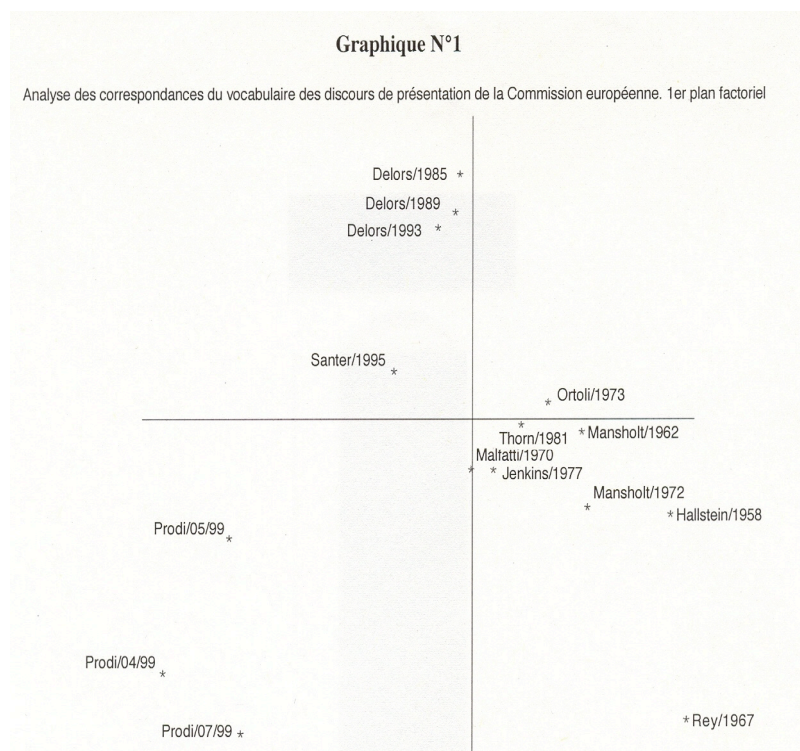 Graphique N°1
Analyse des correspondances du vocabulaire des discours de présentation de la Commission européenne. 1er plan factoriel
Delors/1985 *
Delors/1989 *
Delors/1993 *
Santer/1995 *
* Ortoli/1973
* Thorn/1981
* Mansholt/1962
* Malfatti/1970
* Jenkins/1977
* Mansholt/1972
* Hallstein/1958
Prodi/05/99 *
Prodi/04/99 *
* Rey/1967
Prodi/07/99 *